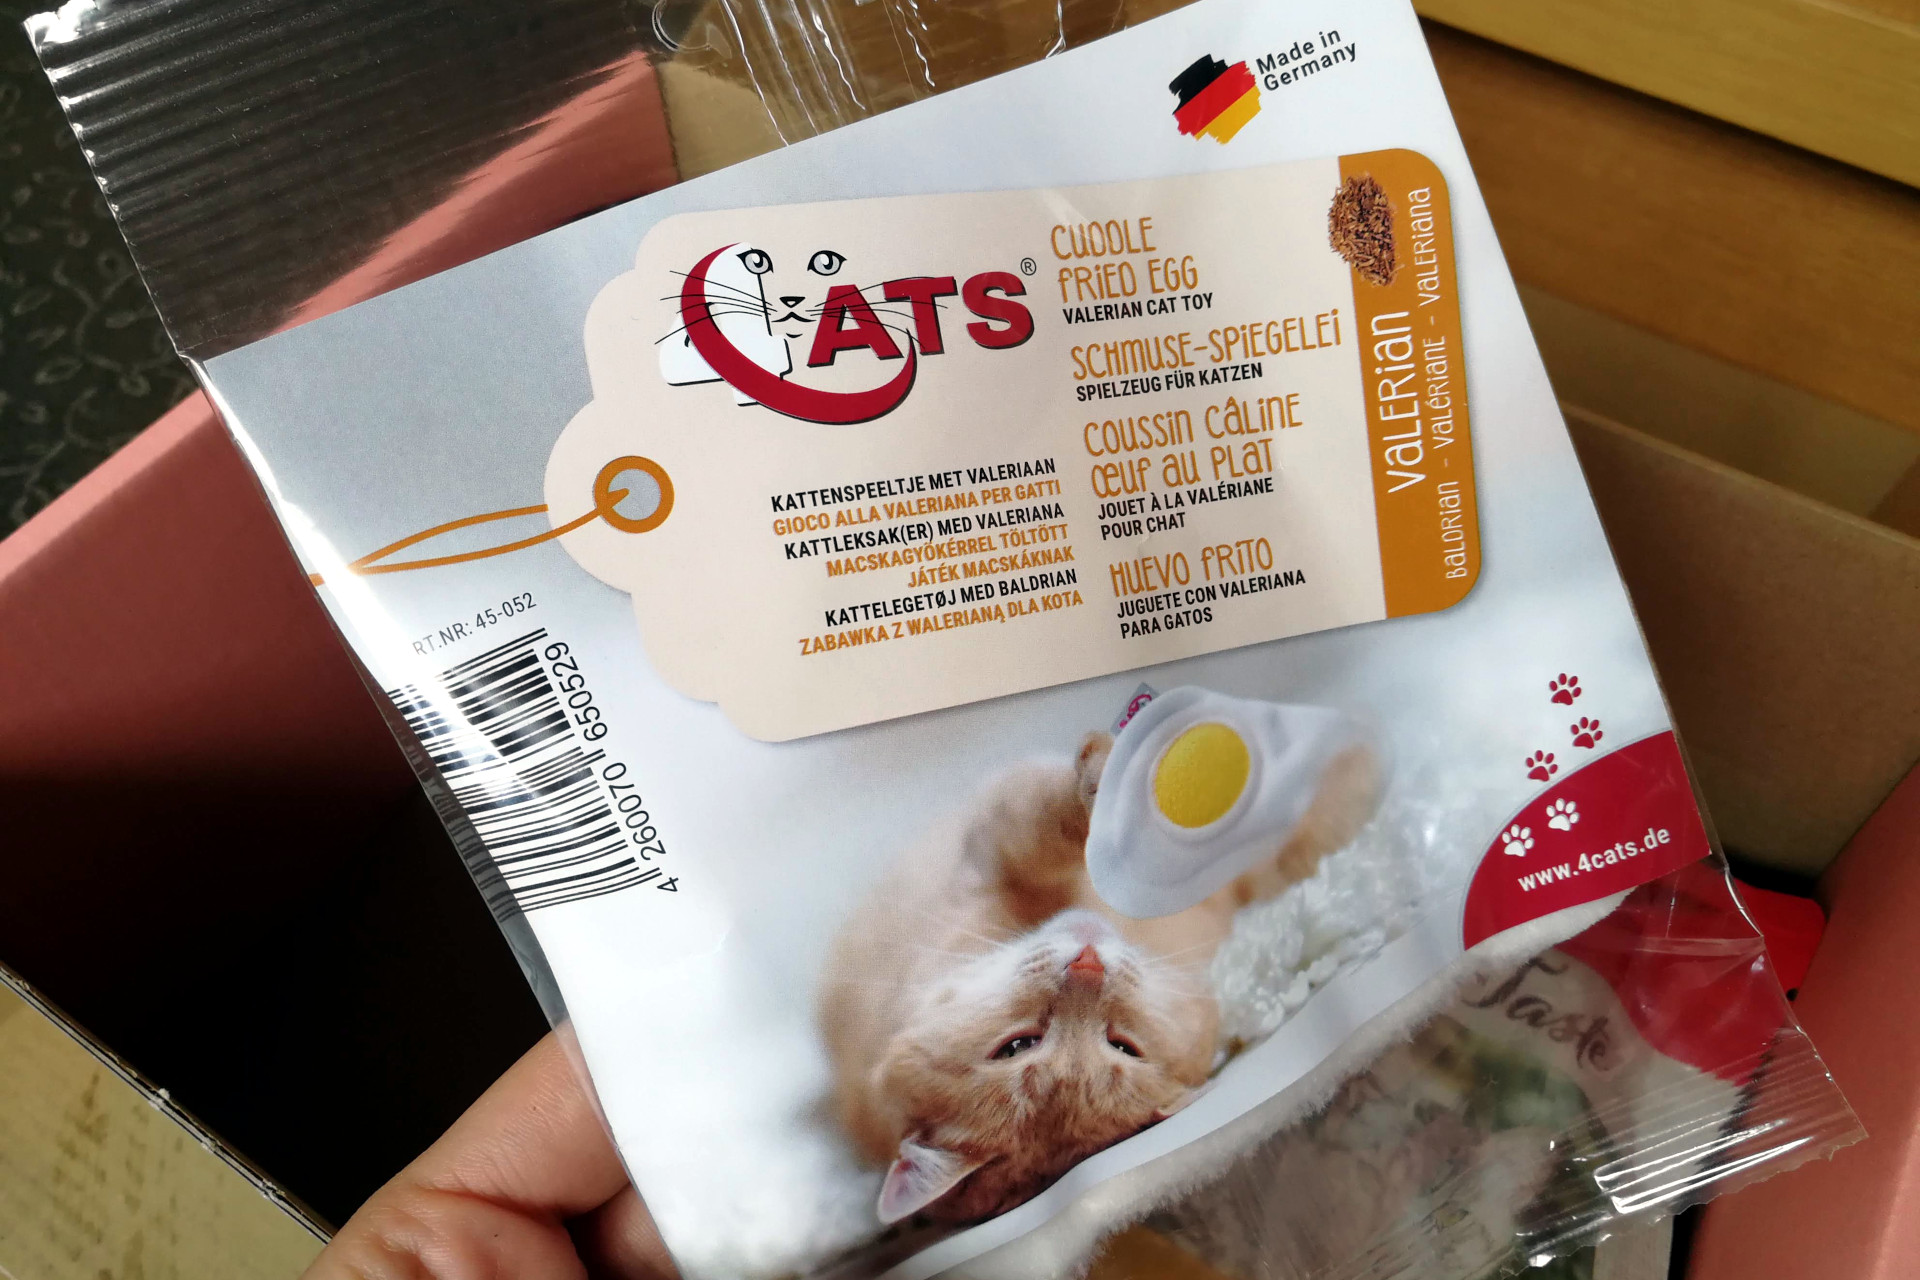 Made in
Germany
4CATS®
CUDDLE
FRIED EGG
VALERIAN CAT TOY
SCHMUSE-SPIEGELEI
SPIELZEUG FÜR KATZEN
COUSSIN CÂLINE
ŒUF AU PLAT
JOUET À LA VALÉRIANE
POUR CHAT
HUEVO FRITO
JUGUETE CON VALERIANA
PARA GATOS
KATTENSPEELTJE MET VALERIAAN
GIOCO ALLA VALERIANA PER GATTI
KATTLEKSAK(ER) MED VALERIANA
MACSKAGYÖKÉRREL TÖLTÖTT
JÁTÉK MACSKÁKNAK
KATTELEGETØJ MED BALDRIAN
ZABAWKA Z WALERIANĄ DLA KOTA
VALERIAN
BALDRIAN - VALÉRIANE - VALERIANA
RT.NR: 45-052
4 260070 650529
www.4cats.de
Taste